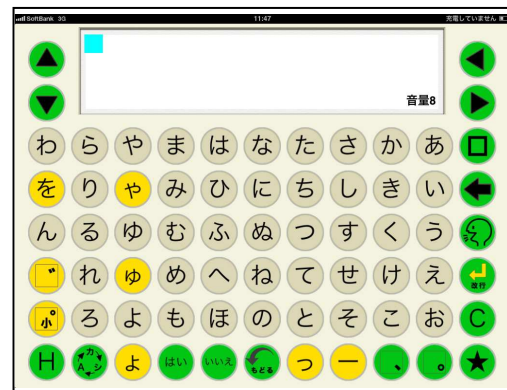 SoftBank 3G 11:47 充電していません
音量8
わ らやまはなたさかあ
を りゃみひにちしきい
ん るゆむふぬつすくう
゛ れゅめへねてせけえ 改行
小゜ ろよもほのとそこお C
H カシA ょ はい いいえ もどる っ ー 、 。 ★